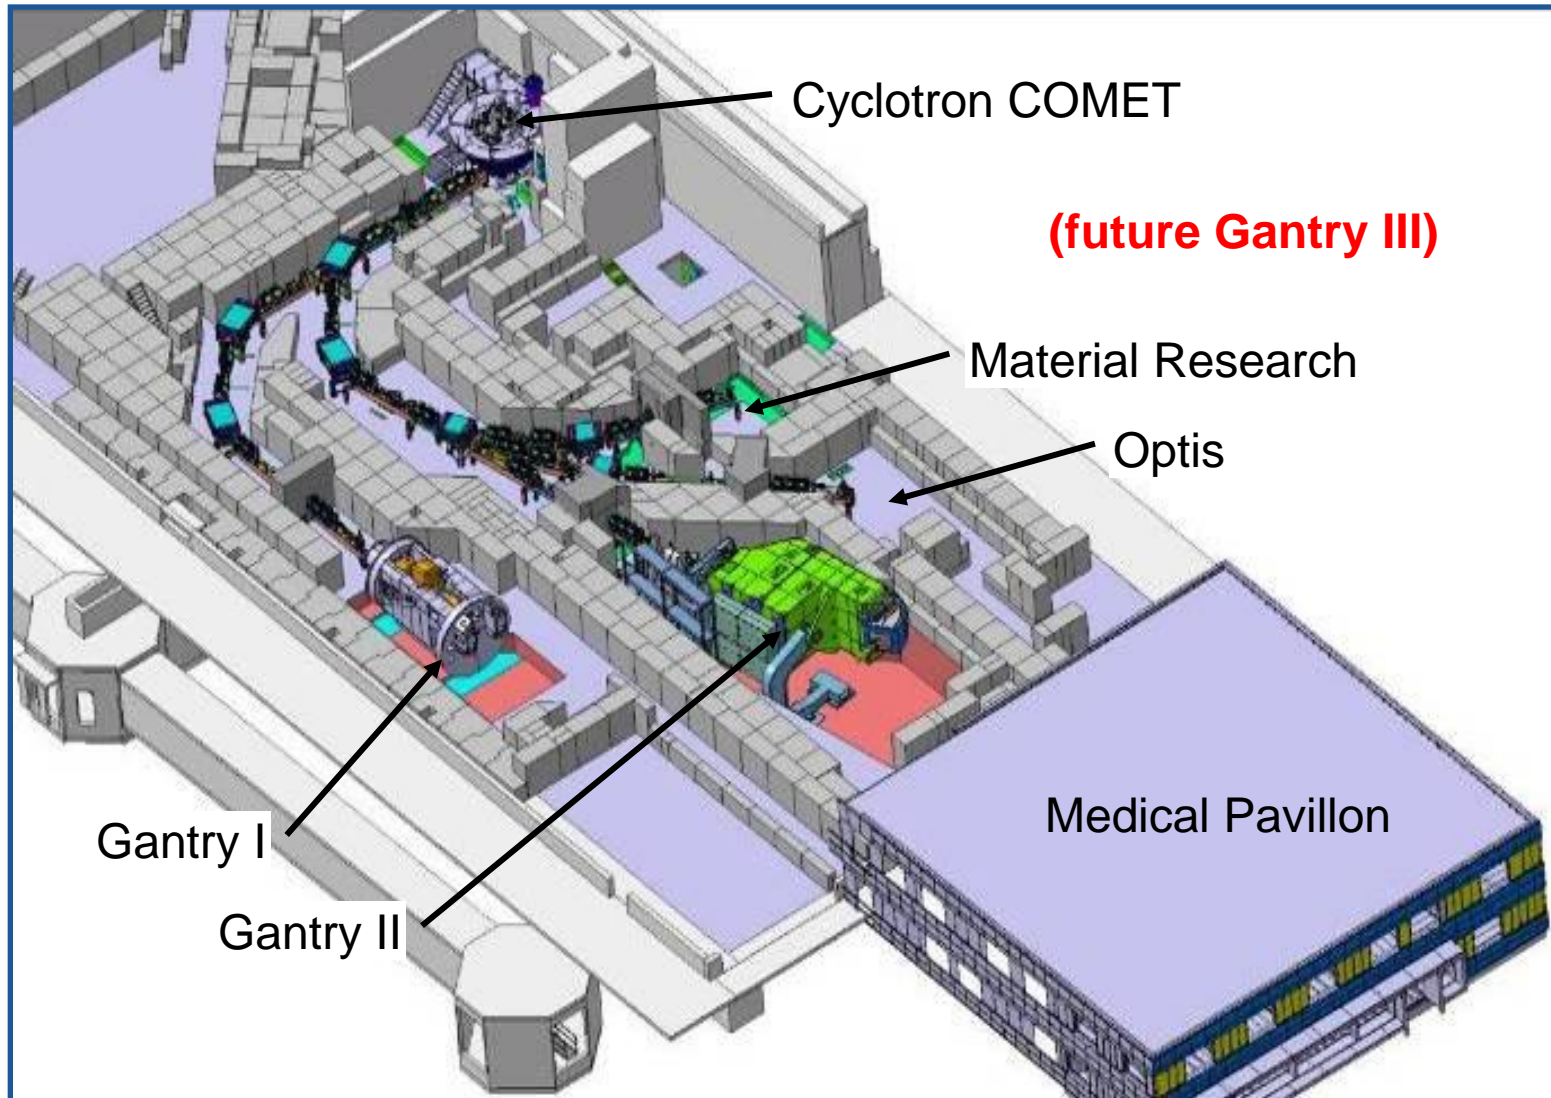 Cyclotron COMET
(future Gantry III)
Material Research
Optis
Medical Pavillon
Gantry I
Gantry II